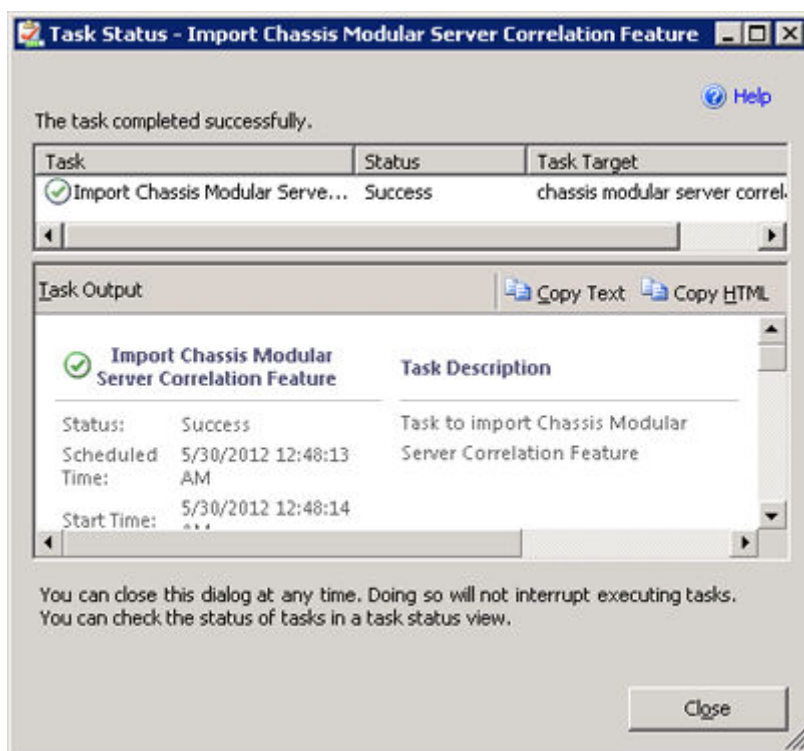 Task Status - Import Chassis Modular Server Correlation Feature
Help
The task completed successfully.
Task Status Task Target
Import Chassis Modular Serve... Success chassis modular server correl
Task Output Copy Text Copy HTML
Import Chassis Modular
Server Correlation Feature
Task Description
Status: Success
Scheduled Time: 5/30/2012 12:48:13 AM
Start Time: 5/30/2012 12:48:14
Task to import Chassis Modular
Server Correlation Feature
You can close this dialog at any time. Doing so will not interrupt executing tasks.
You can check the status of tasks in a task status view.
Close